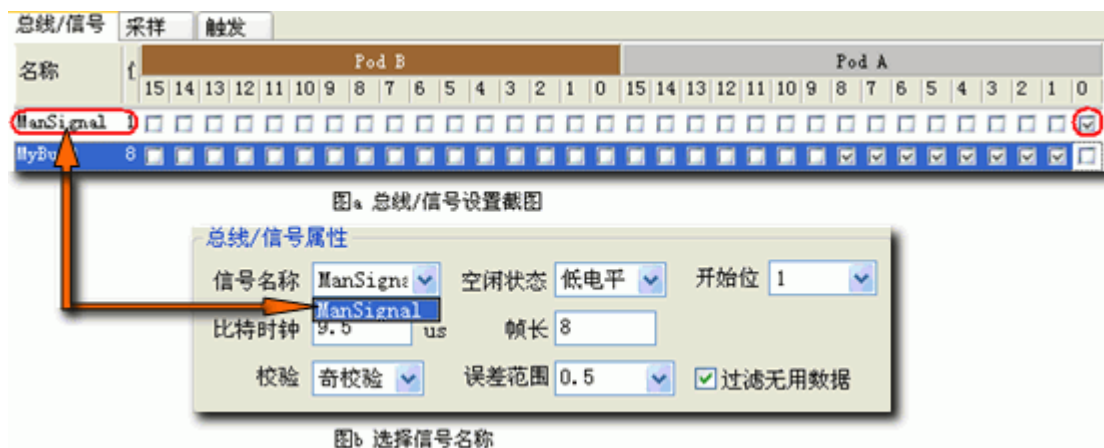 总线/信号 采样 触发
名称 Pod B Pod A
15 14 13 12 11 10 9 8 7 6 5 4 3 2 1 0 15 14 13 12 11 10 9 8 7 6 5 4 3 2 1 0
ManSignal 1
MyBu 8
图a 总线/信号设置截图
总线/信号属性
信号名称 ManSigna 空闲状态 低电平 开始位 1
ManSignal
比特时钟 9.5 us 帧长 8
校验 奇校验 误差范围 0.5 过滤无用数据
图b 选择信号名称